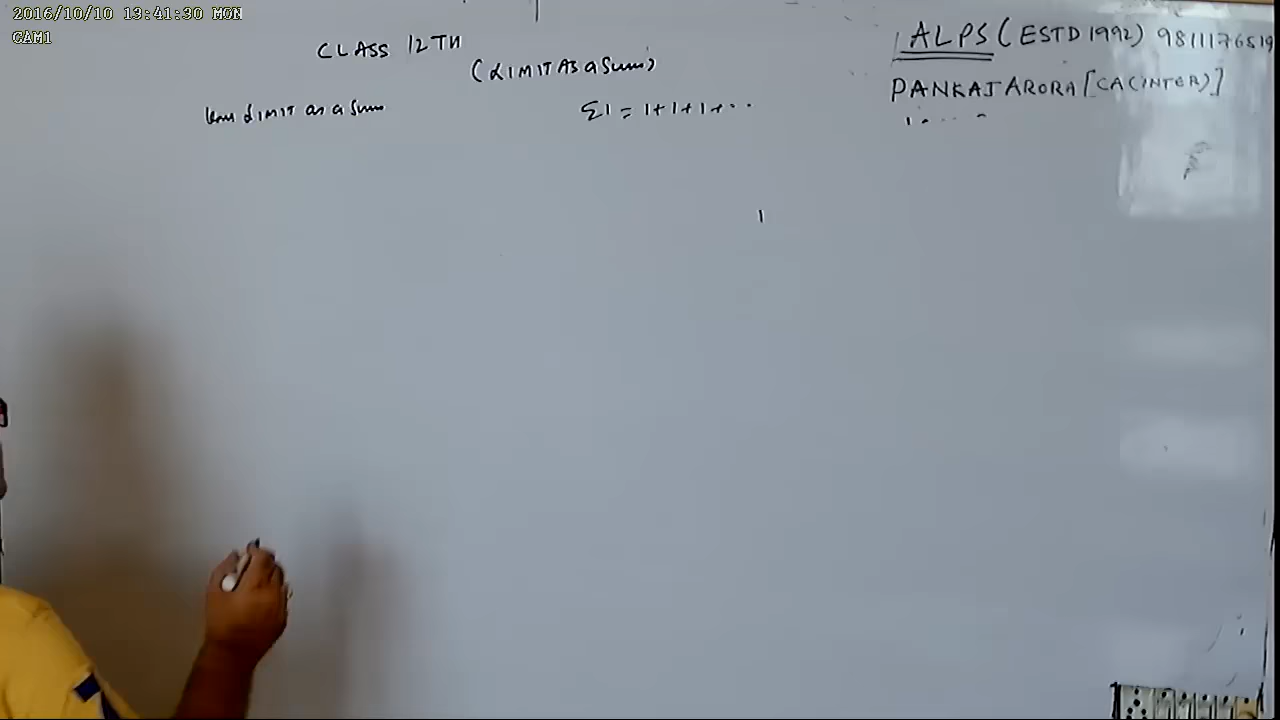 2016/10/10 13:41:30 MON
CAM1
CLASS 12TH
(LIMIT AS a Sum)
LIMIT as a Sum
Σ1 = 1+1+1+...
ALPS (ESTD 1992) 9811176519
PANKAJ ARORA [CA(INTER)]
1